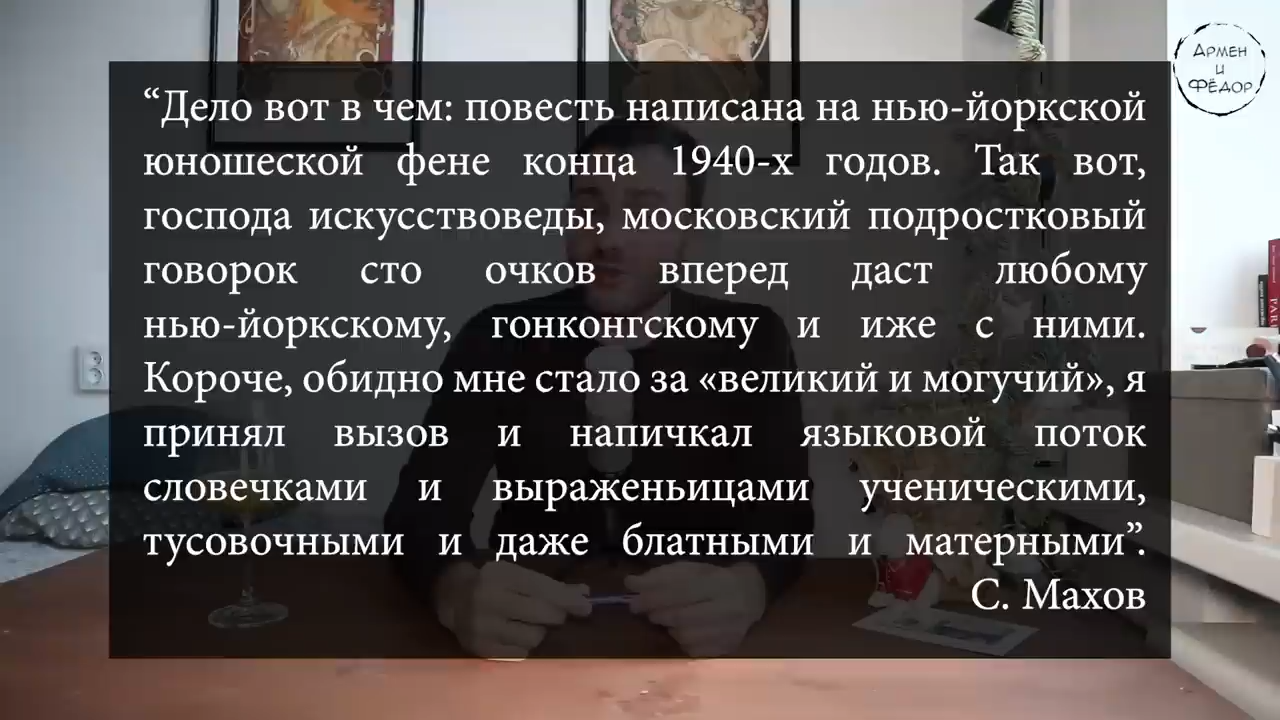 АРМЕН
И
ФЁДОР
“Дело вот в чем: повесть написана на нью-йоркской
юношеской фене конца 1940-х годов. Так вот,
господа искусствоведы, московский подростковый
говорок сто очков вперед даст любому
нью-йоркскому, гонконгскому и иже с ними.
Короче, обидно мне стало за «великий и могучий», я
принял вызов и напичкал языковой поток
словечками и выраженьицами ученическими,
тусовочными и даже блатными и матерными”.
С. Махов